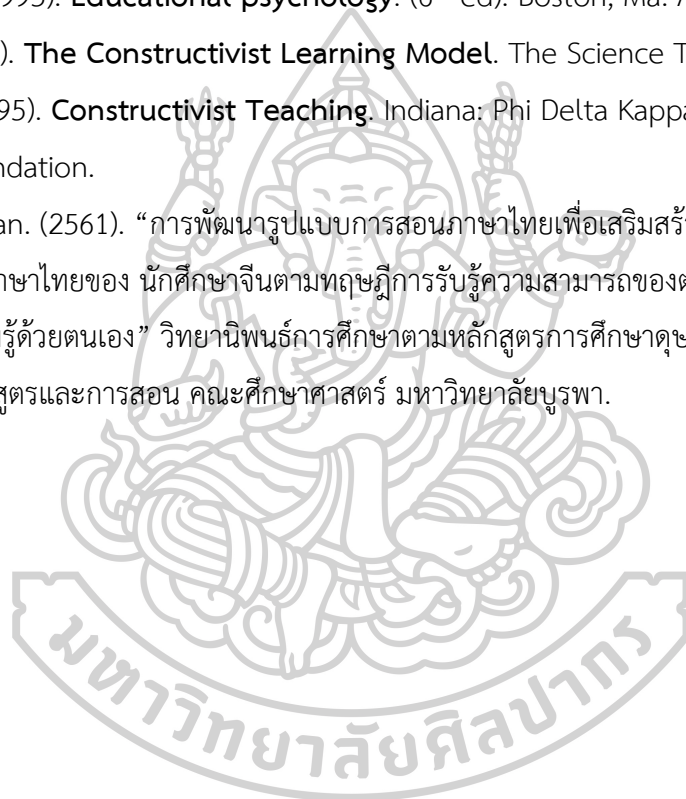 1995). Educational psychology. (6 ed). Boston, Ma:
). The Constructivist Learning Model. The Science T
95). Constructivist Teaching. Indiana: Phi Delta Kappa
ndation.
an. (2561). “การพัฒนารูปแบบการสอนภาษาไทยเพื่อเสริมสร้
าษาไทยของ นักศึกษาจีนตามทฤษฎีการรับรู้ความสามารถของต
รู้ด้วยตนเอง” วิทยานิพนธ์การศึกษาตามหลักสูตรการศึกษาดุษ
สูตรและการสอน คณะศึกษาศาสตร์ มหาวิทยาลัยบูรพา.
มหาวิทยาลัยศิลปากร